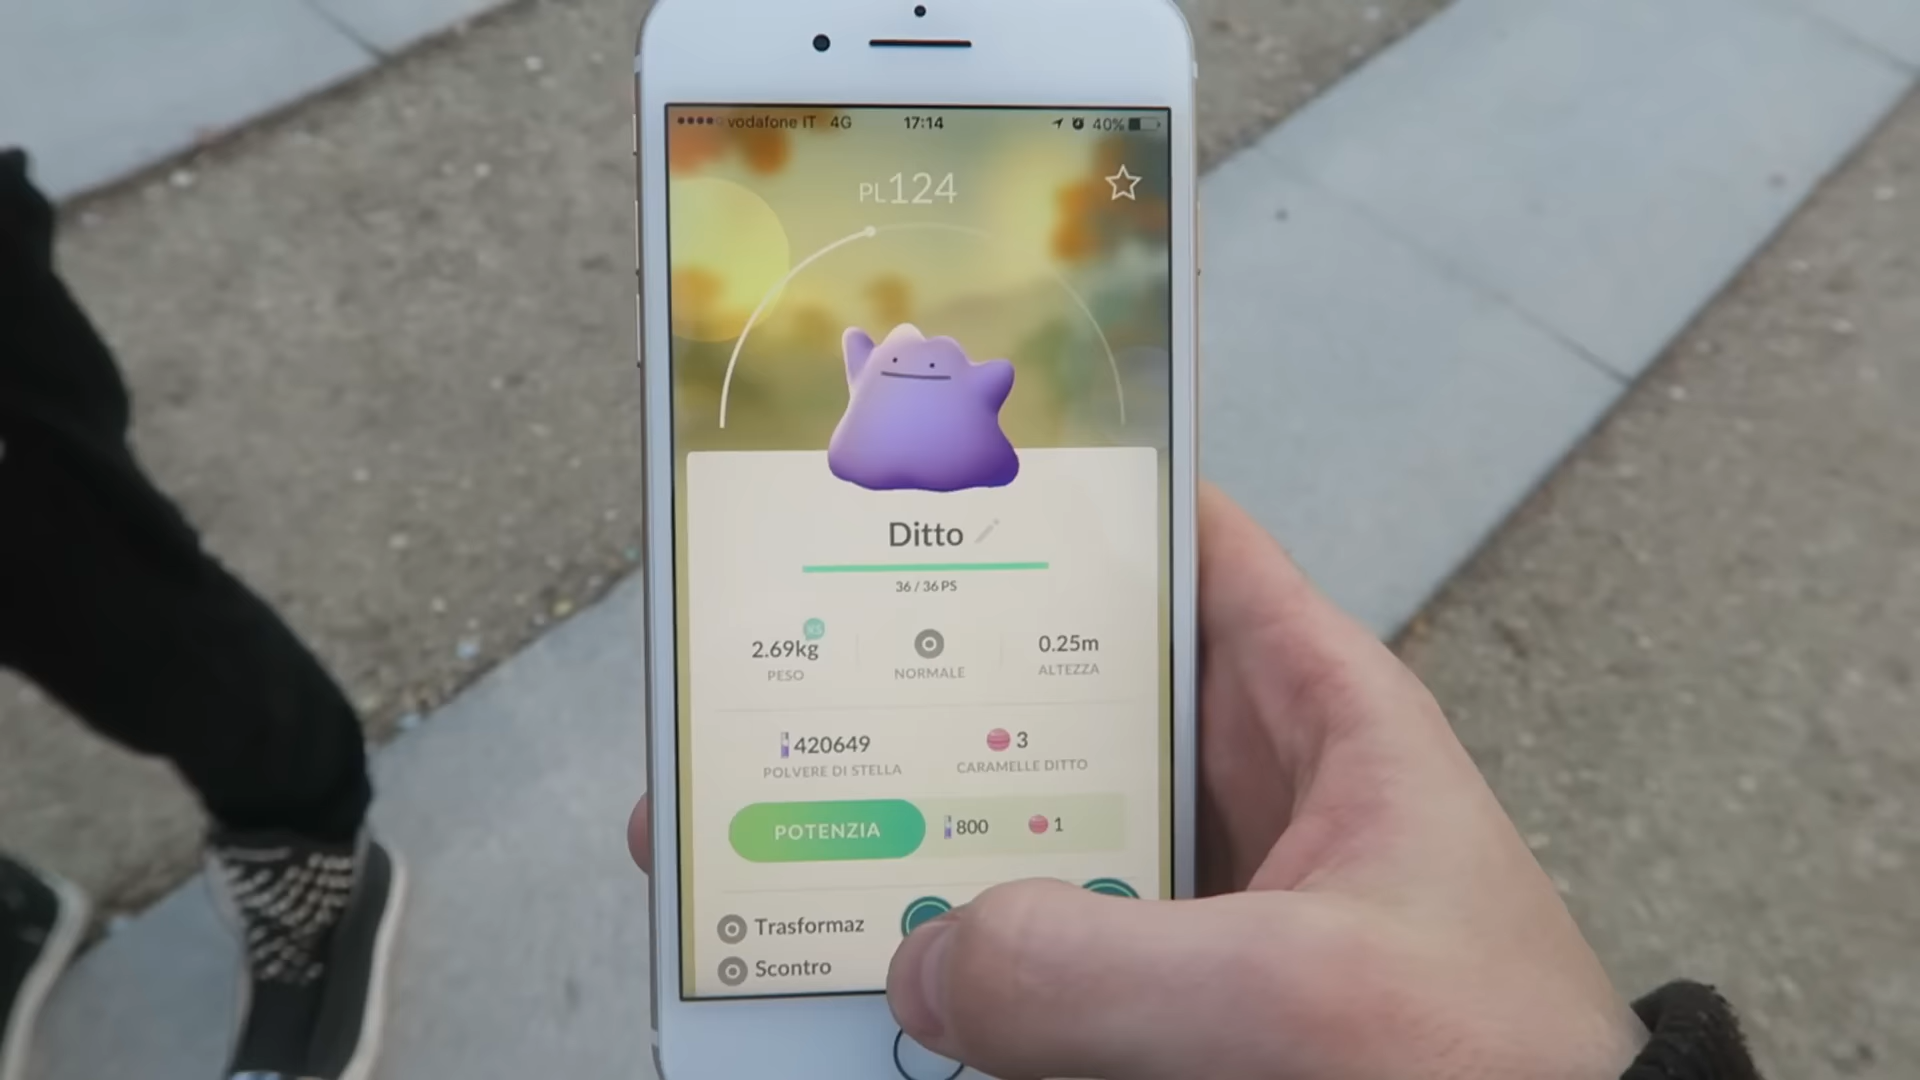 vodafone IT 4G 17:14 40%
PL124
Ditto
36 / 36 PS
XS
2.69kg 0.25m
PESO NORMALE ALTEZZA
420649 3
POLVERE DI STELLA CARAMELLE DITTO
POTENZIA 800 1
Trasformaz
Scontro